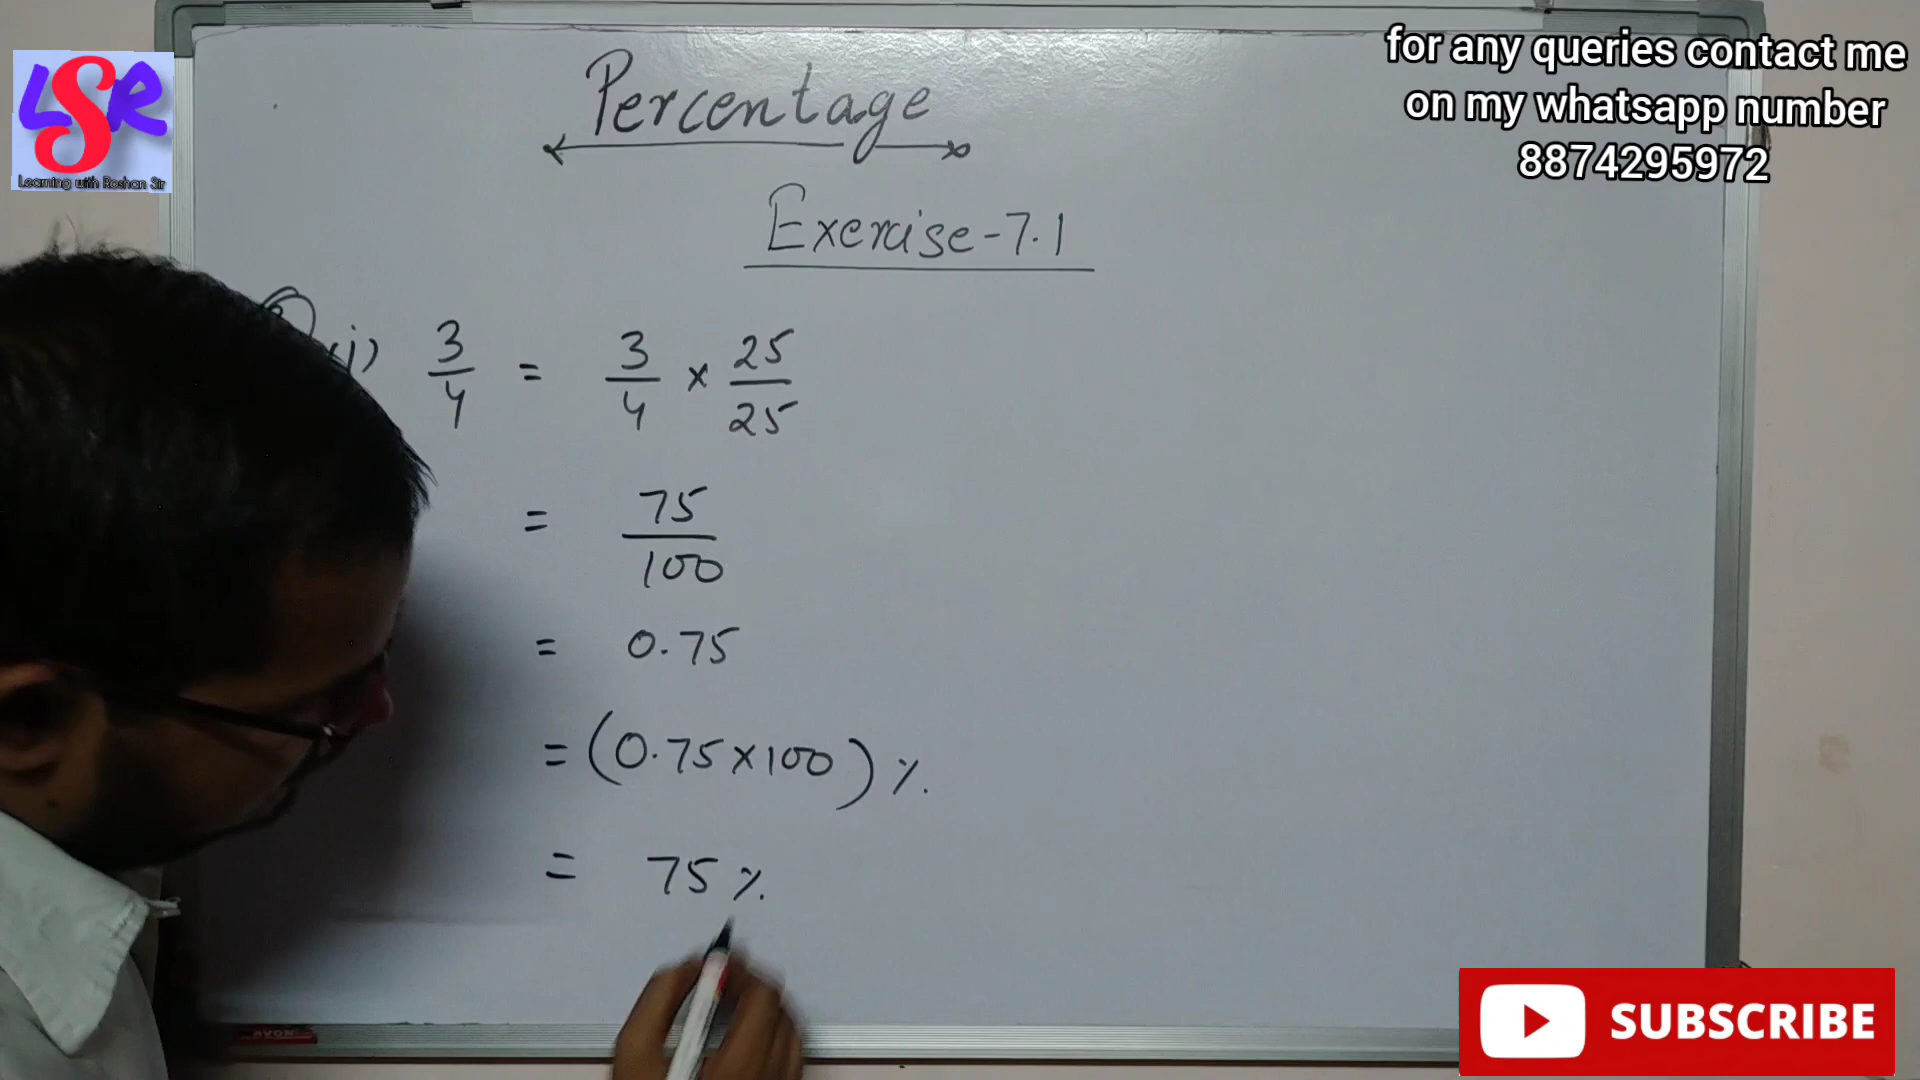 LSR
Learning with Roshan Sir
for any queries contact me
on my whatsapp number
8874295972
Percentage
Exercise-7.1
(i) 3/4 = 3/4 × 25/25
= 75/100
= 0.75
= (0.75×100) %
= 75 %
AVON
SUBSCRIBE